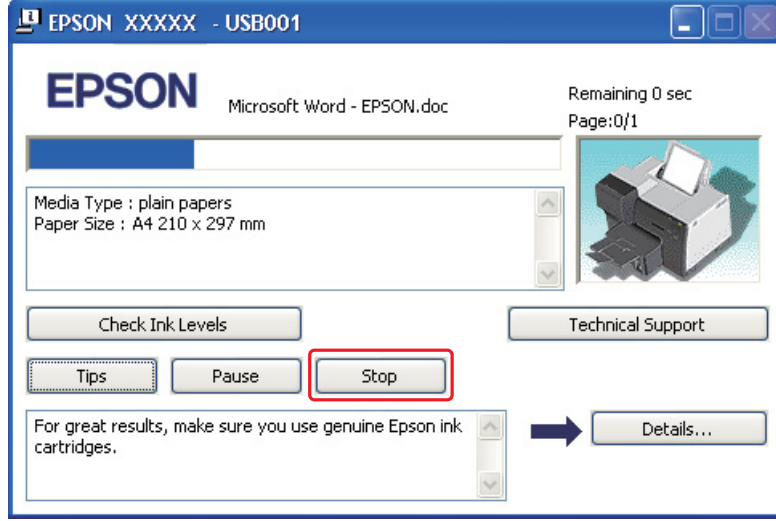 EPSON XXXXX - USB001
EPSON
Microsoft Word - EPSON.doc
Remaining 0 sec
Page:0/1
Media Type : plain papers
Paper Size : A4 210 x 297 mm
Check Ink Levels
Technical Support
Tips
Pause
Stop
For great results, make sure you use genuine Epson ink
cartridges.
Details...